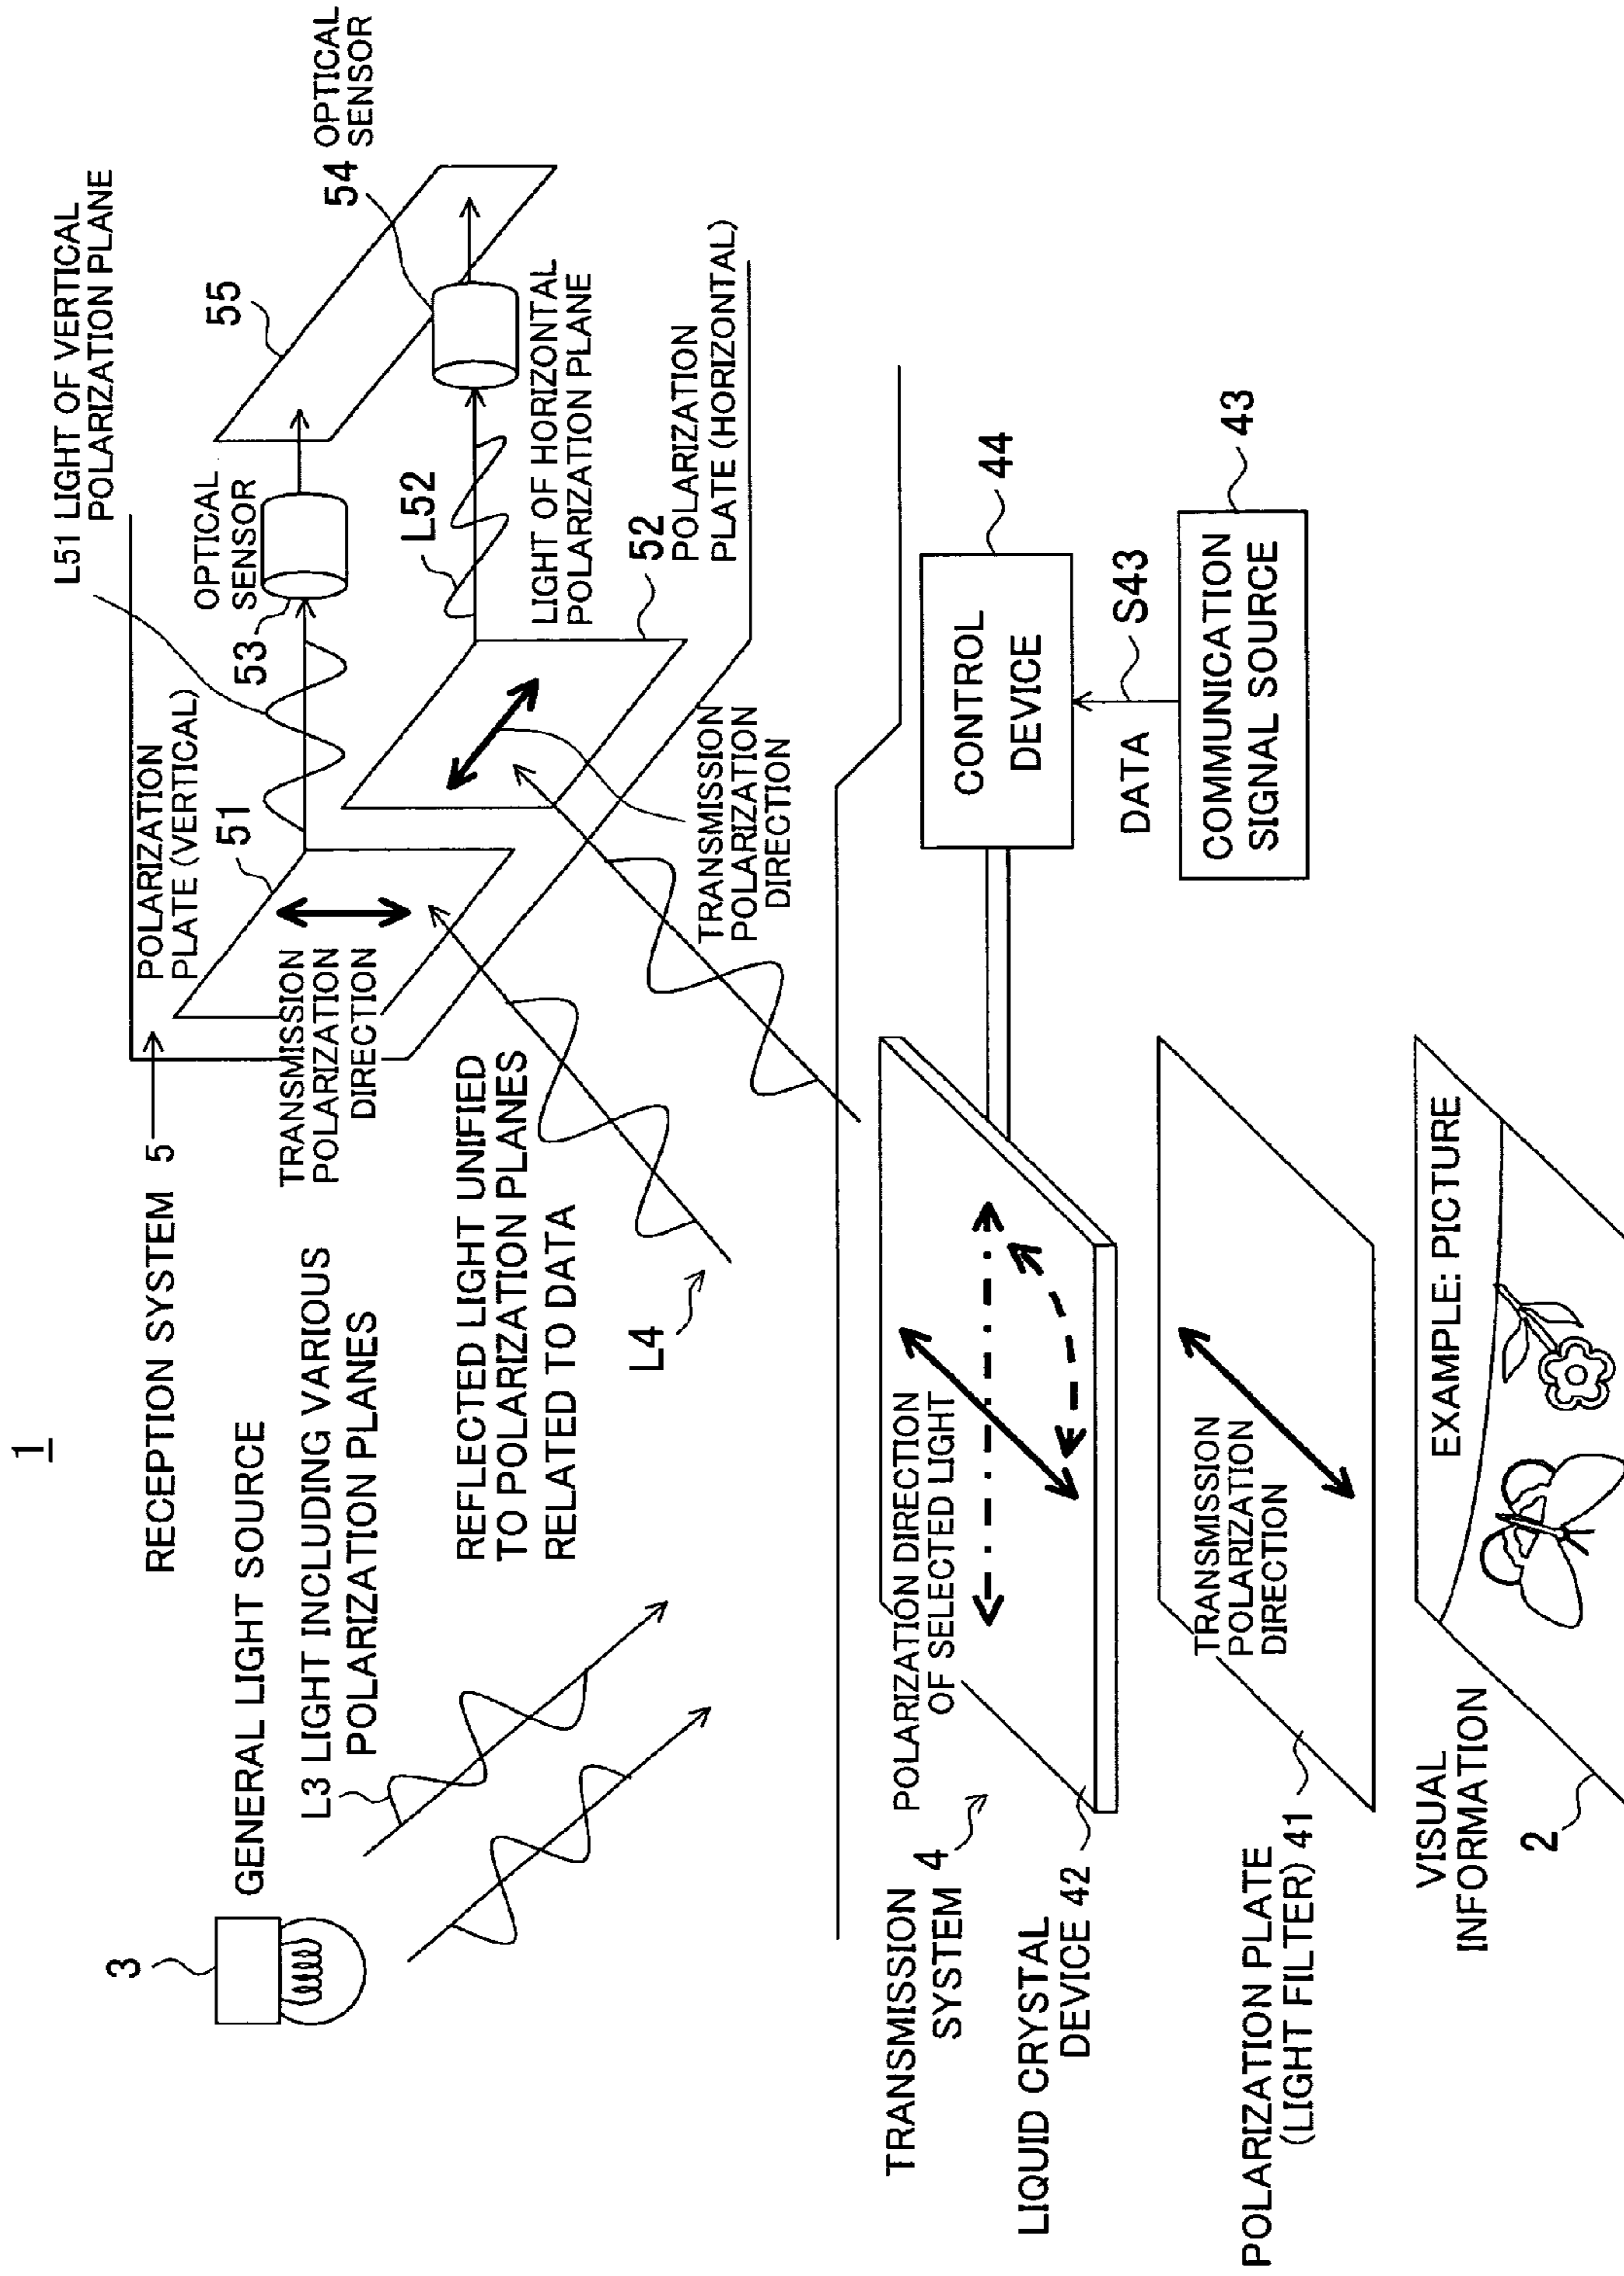 1
RECEPTION SYSTEM 5
GENERAL LIGHT SOURCE
3
L3 LIGHT INCLUDING VARIOUS
POLARIZATION PLANES
REFLECTED LIGHT UNIFIED
TO POLARIZATION PLANES
RELATED TO DATA
L4
POLARIZATION
PLATE (VERTICAL)
51
TRANSMISSION
POLARIZATION
DIRECTION
L51 LIGHT OF VERTICAL
POLARIZATION PLANE
OPTICAL
SENSOR
53
55
54 OPTICAL
SENSOR
L52
LIGHT OF HORIZONTAL
POLARIZATION PLANE
52
POLARIZATION
PLATE (HORIZONTAL)
TRANSMISSION
POLARIZATION
DIRECTION
TRANSMISSION
SYSTEM 4
POLARIZATION DIRECTION
OF SELECTED LIGHT
LIQUID CRYSTAL
DEVICE 42
CONTROL
DEVICE
44
DATA
S43
COMMUNICATION
SIGNAL SOURCE
43
POLARIZATION PLATE
(LIGHT FILTER) 41
TRANSMISSION
POLARIZATION
DIRECTION
VISUAL
INFORMATION
2
EXAMPLE: PICTURE